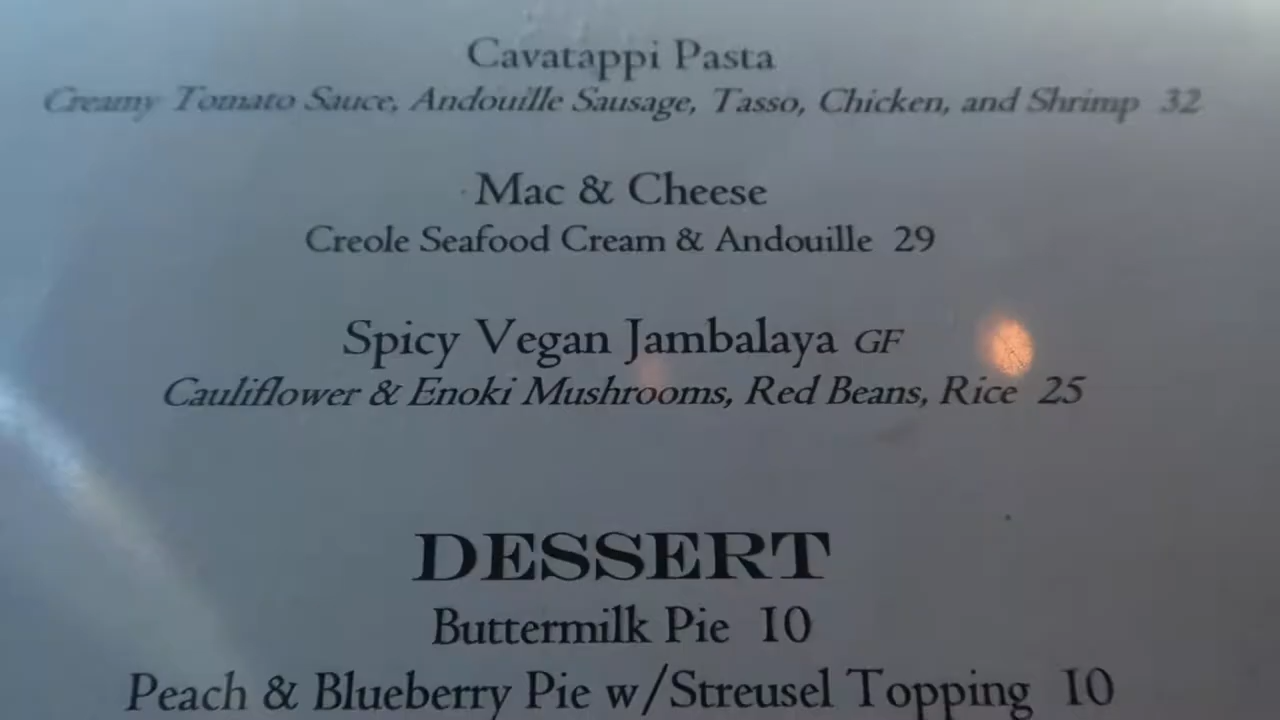 Cavatappi Pasta
Creamy Tomato Sauce, Andouille Sausage, Tasso, Chicken, and Shrimp 32
Mac & Cheese
Creole Seafood Cream & Andouille 29
Spicy Vegan Jambalaya GF
Cauliflower & Enoki Mushrooms, Red Beans, Rice 25
DESSERT
Buttermilk Pie 10
Peach & Blueberry Pie w/Streusel Topping 10